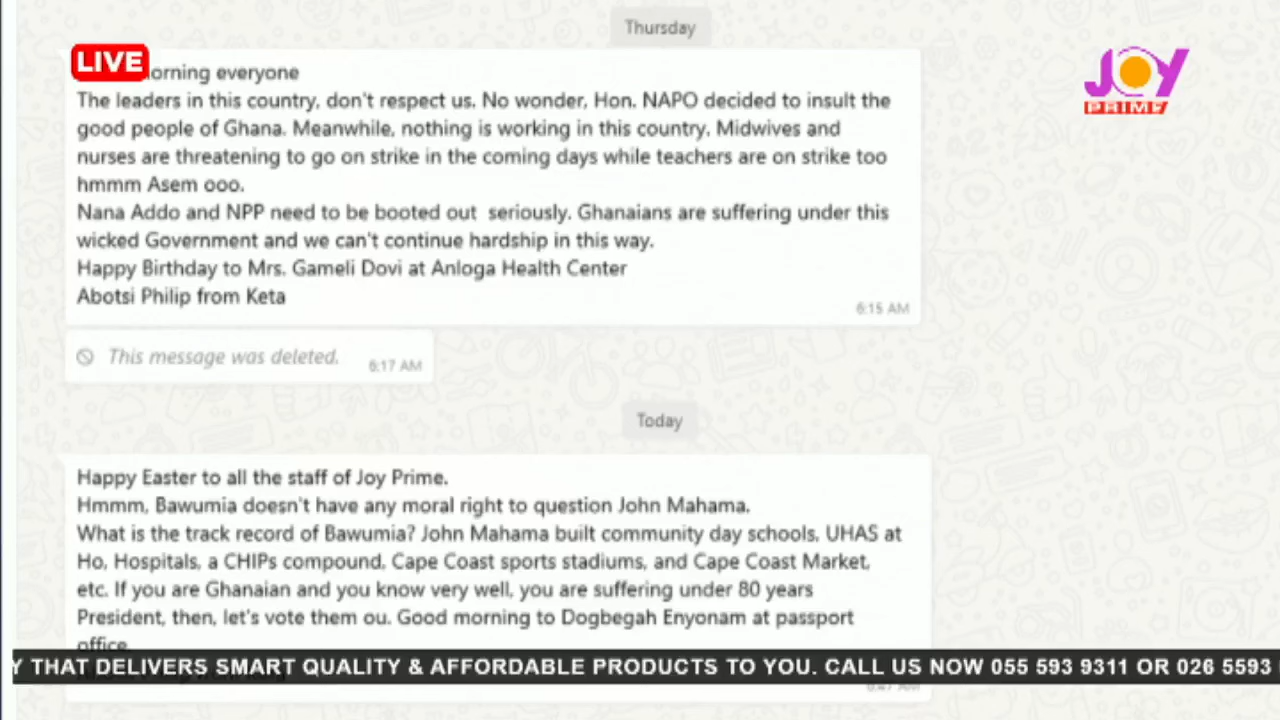 Thursday
LIVE
JOY
PRIME
orning everyone
The leaders in this country, don't respect us. No wonder, Hon. NAPO decided to insult the
good people of Ghana. Meanwhile, nothing is working in this country. Midwives and
nurses are threatening to go on strike in the coming days while teachers are on strike too
hmmm Asem ooo.
Nana Addo and NPP need to be booted out seriously. Ghanaians are suffering under this
wicked Government and we can't continue hardship in this way.
Happy Birthday to Mrs. Gameli Dovi at Anloga Health Center
Abotsi Philip from Keta
6:15 AM
This message was deleted.
6:17 AM
Today
Happy Easter to all the staff of Joy Prime.
Hmmm, Bawumia doesn't have any moral right to question John Mahama.
What is the track record of Bawumia? John Mahama built community day schools, UHAS at
Ho, Hospitals, a CHIPs compound, Cape Coast sports stadiums, and Cape Coast Market,
etc. If you are Ghanaian and you know very well, you are suffering under 80 years
President, then, let's vote them ou. Good morning to Dogbegah Enyonam at passport
office.
Y THAT DELIVERS SMART QUALITY & AFFORDABLE PRODUCTS TO YOU. CALL US NOW 055 593 9311 OR 026 5593